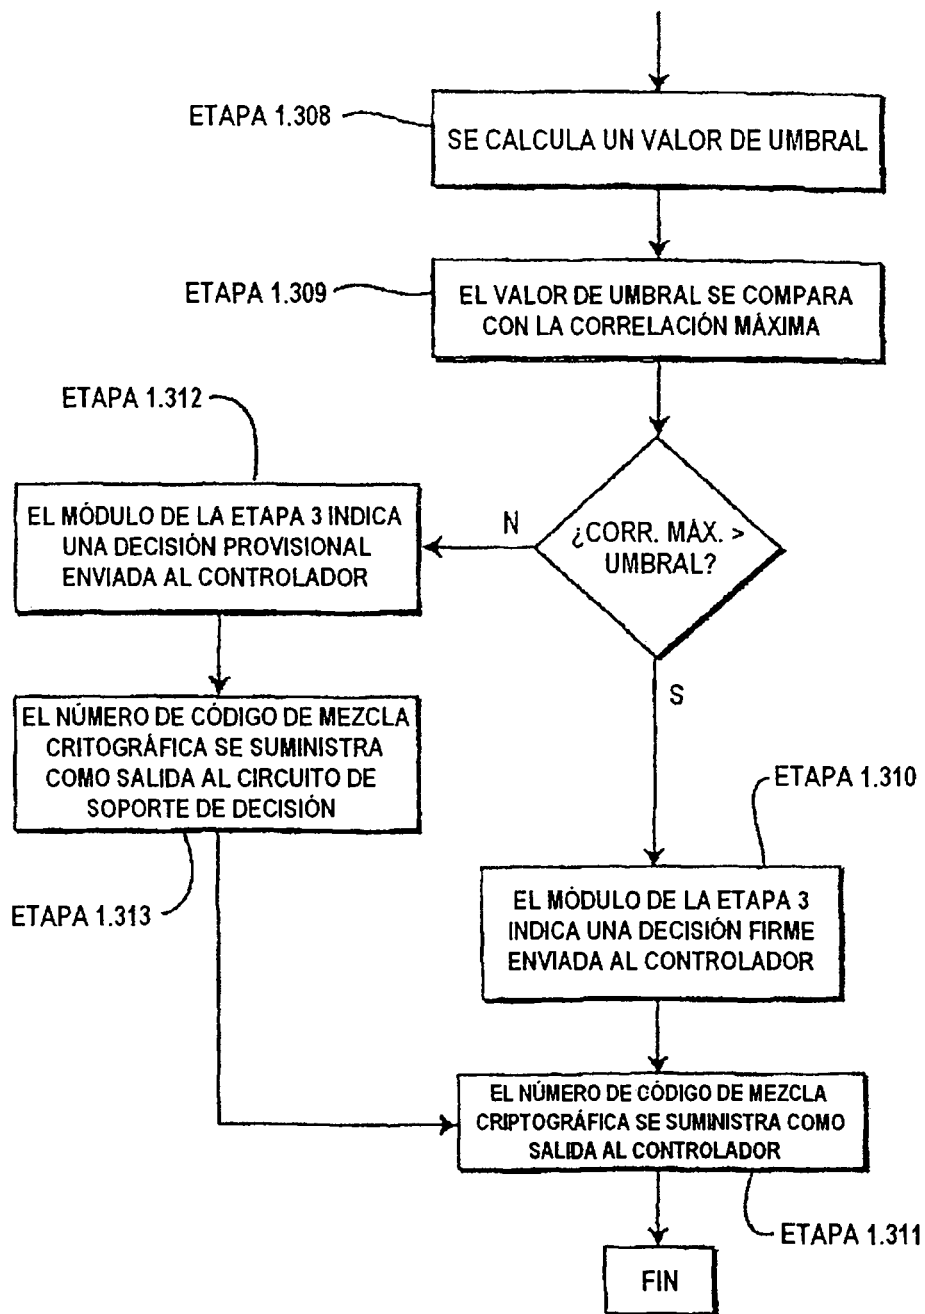 ETAPA 1.308
SE CALCULA UN VALOR DE UMBRAL
ETAPA 1.309
EL VALOR DE UMBRAL SE COMPARA
CON LA CORRELACIÓN MÁXIMA
ETAPA 1.312
EL MÓDULO DE LA ETAPA 3 INDICA
UNA DECISIÓN PROVISIONAL
ENVIADA AL CONTROLADOR
N
¿CORR. MÁX. >
UMBRAL?
S
EL NÚMERO DE CÓDIGO DE MEZCLA
CRITOGRÁFICA SE SUMINISTRA
COMO SALIDA AL CIRCUITO DE
SOPORTE DE DECISIÓN
ETAPA 1.313
ETAPA 1.310
EL MÓDULO DE LA ETAPA 3
INDICA UNA DECISIÓN FIRME
ENVIADA AL CONTROLADOR
EL NÚMERO DE CÓDIGO DE MEZCLA
CRIPTOGRÁFICA SE SUMINISTRA COMO
SALIDA AL CONTROLADOR
ETAPA 1.311
FIN